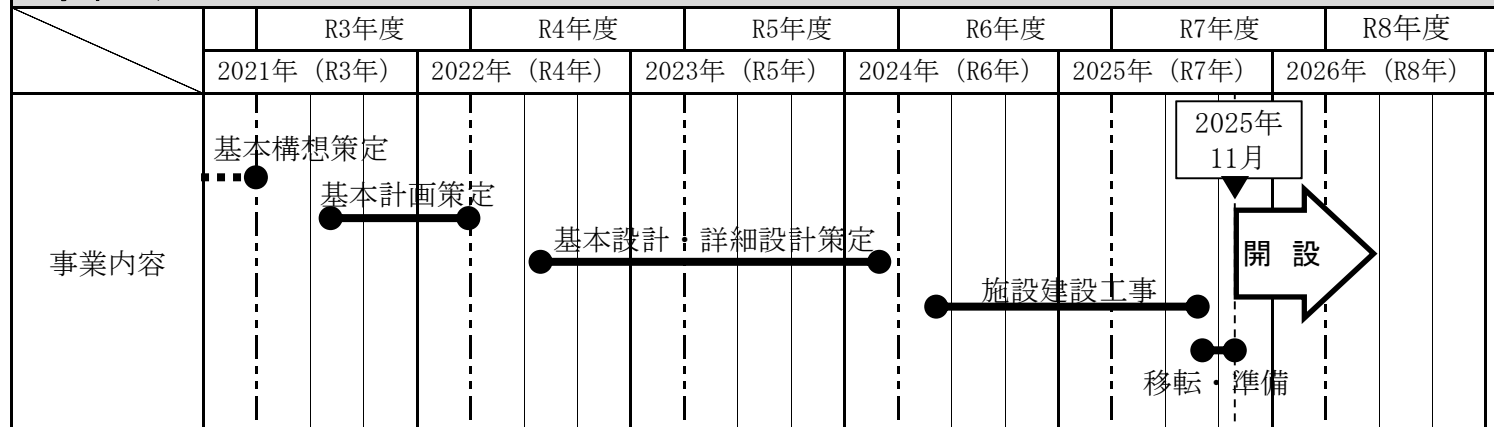 R3年度 R4年度 R5年度 R6年度 R7年度 R8年度
2021年 (R3年) 2022年 (R4年) 2023年 (R5年) 2024年 (R6年) 2025年 (R7年) 2026年 (R8年)
2025年
11月
基本構想策定
基本計画策定
基本設計・詳細設計策定
開 設
事業内容
施設建設工事
移転・準備